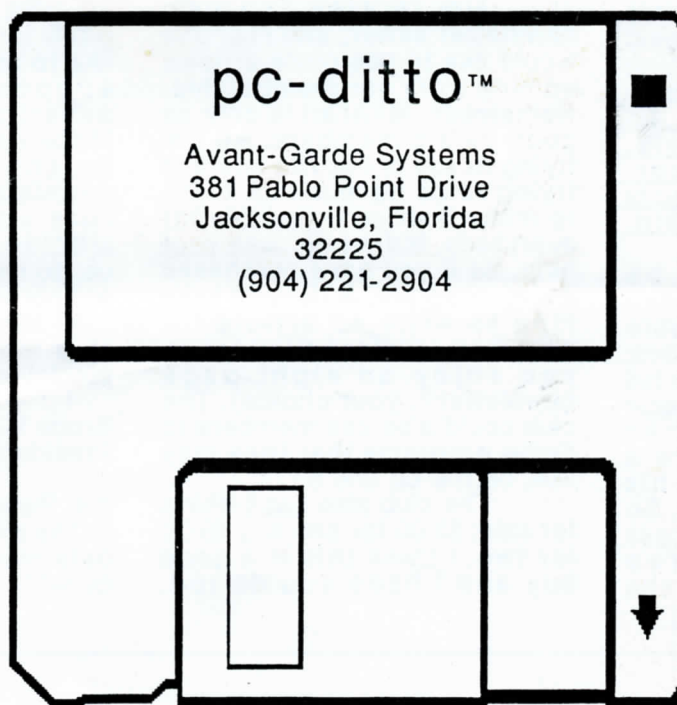 pc-ditto™
Avant-Garde Systems
381 Pablo Point Drive
Jacksonville, Florida
32225
(904) 221-2904